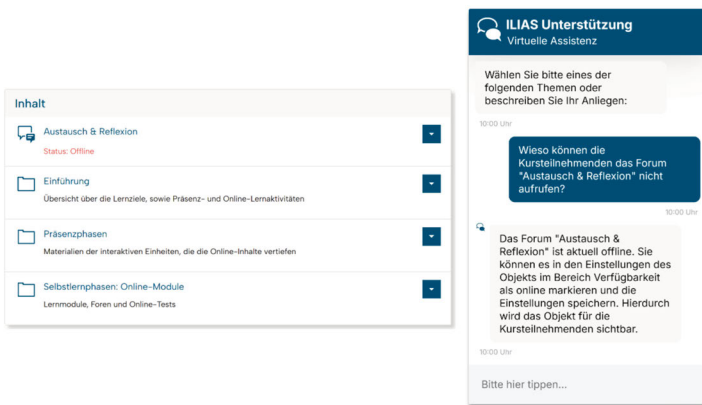 Inhalt
Austausch & Reflexion
Status: Offline
Einführung
Übersicht über die Lernziele, sowie Präsenz- und Online-Lernaktivitäten
Präsenzphasen
Materialien der interaktiven Einheiten, die die Online-Inhalte vertiefen
Selbstlernphasen: Online-Module
Lernmodule, Foren und Online-Tests
ILIAS Unterstützung
Virtuelle Assistenz
Wählen Sie bitte eines der
folgenden Themen oder
beschreiben Sie Ihr Anliegen:
10:00 Uhr
Wieso können die
Kursteilnehmenden das Forum
"Austausch & Reflexion" nicht
aufrufen?
10:00 Uhr
Das Forum "Austausch &
Reflexion" ist aktuell offline. Sie
können es in den Einstellungen des
Objekts im Bereich Verfügbarkeit
als online markieren und die
Einstellungen speichern. Hierdurch
wird das Objekt für die
Kursteilnehmenden sichtbar.
10:00 Uhr
Bitte hier tippen...